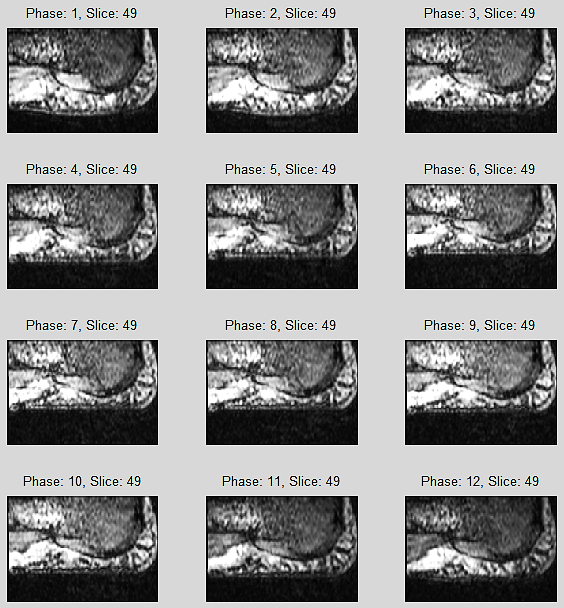 Phase: 1, Slice: 49
Phase: 2, Slice: 49
Phase: 3, Slice: 49
Phase: 4, Slice: 49
Phase: 5, Slice: 49
Phase: 6, Slice: 49
Phase: 7, Slice: 49
Phase: 8, Slice: 49
Phase: 9, Slice: 49
Phase: 10, Slice: 49
Phase: 11, Slice: 49
Phase: 12, Slice: 49